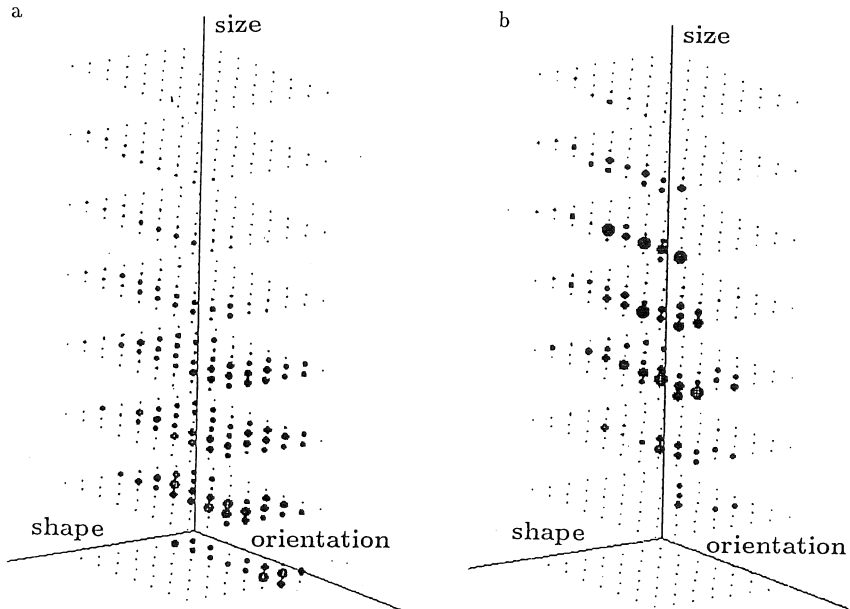 a
size
shape
orientation
b
size
shape
orientation